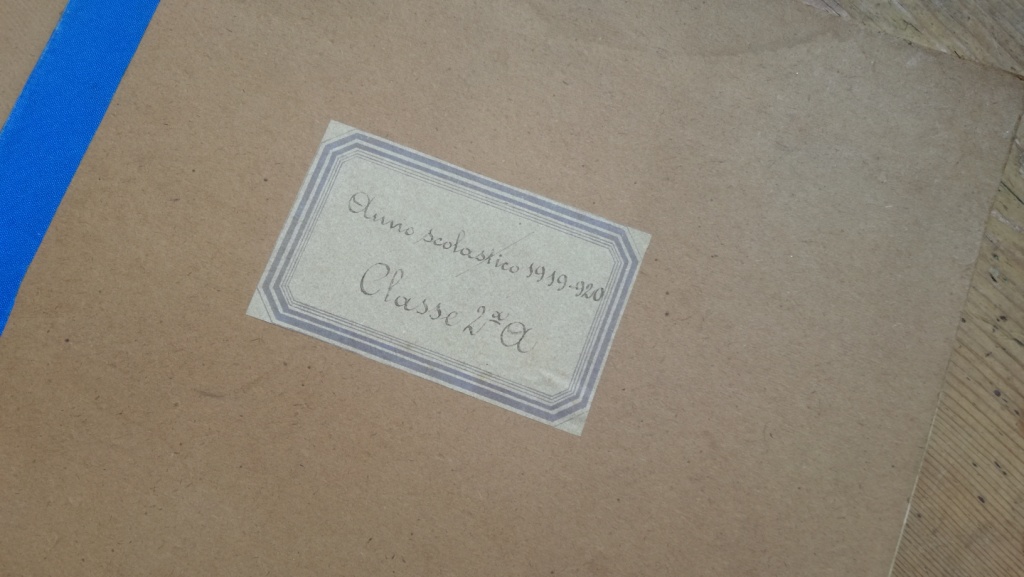 Anno scolastico 1919-920
Classe 2ª A